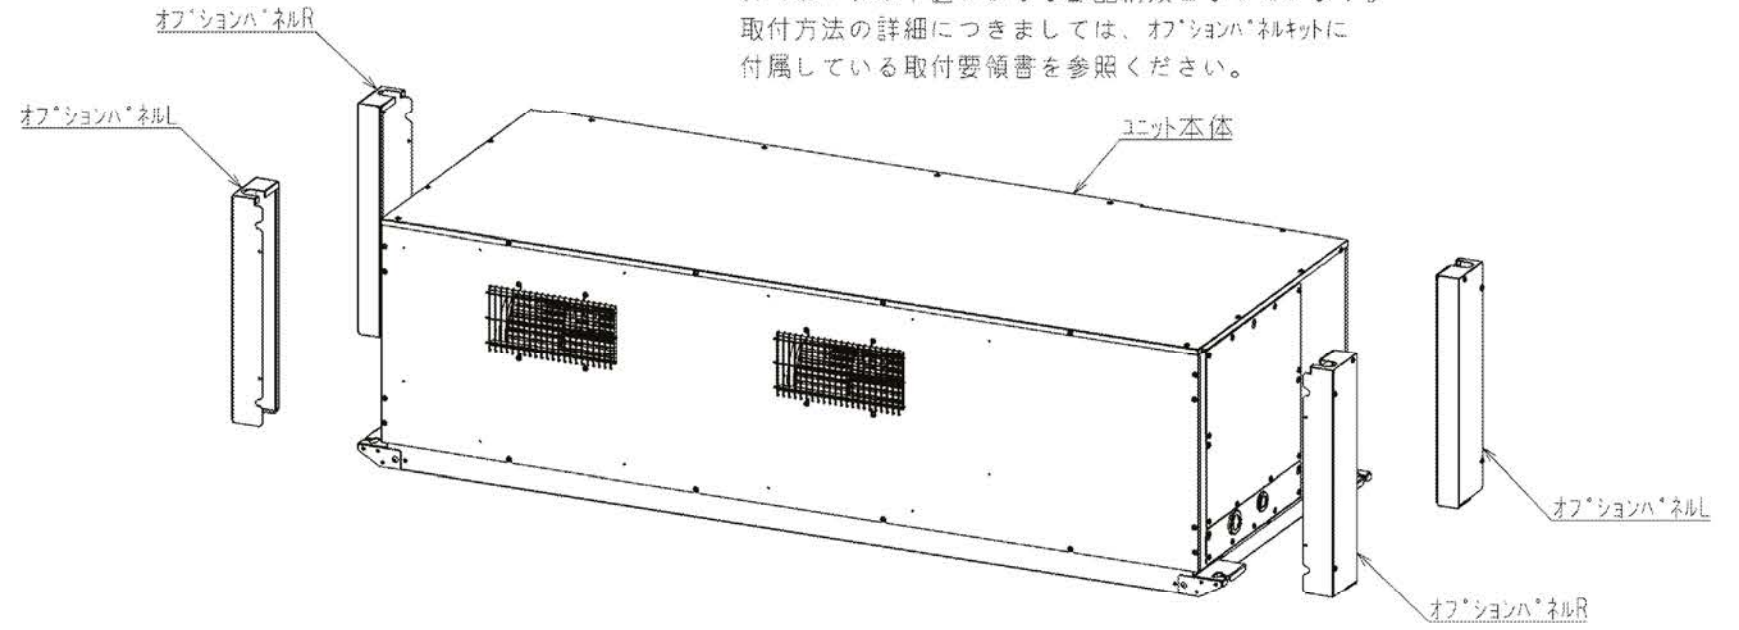 オプションパネルR
取付方法の詳細につきましては、オプションパネルキットに
付属している取付要領書を参照ください。
オプションパネルL
ユニット本体
オプションパネルL
オプションパネルR